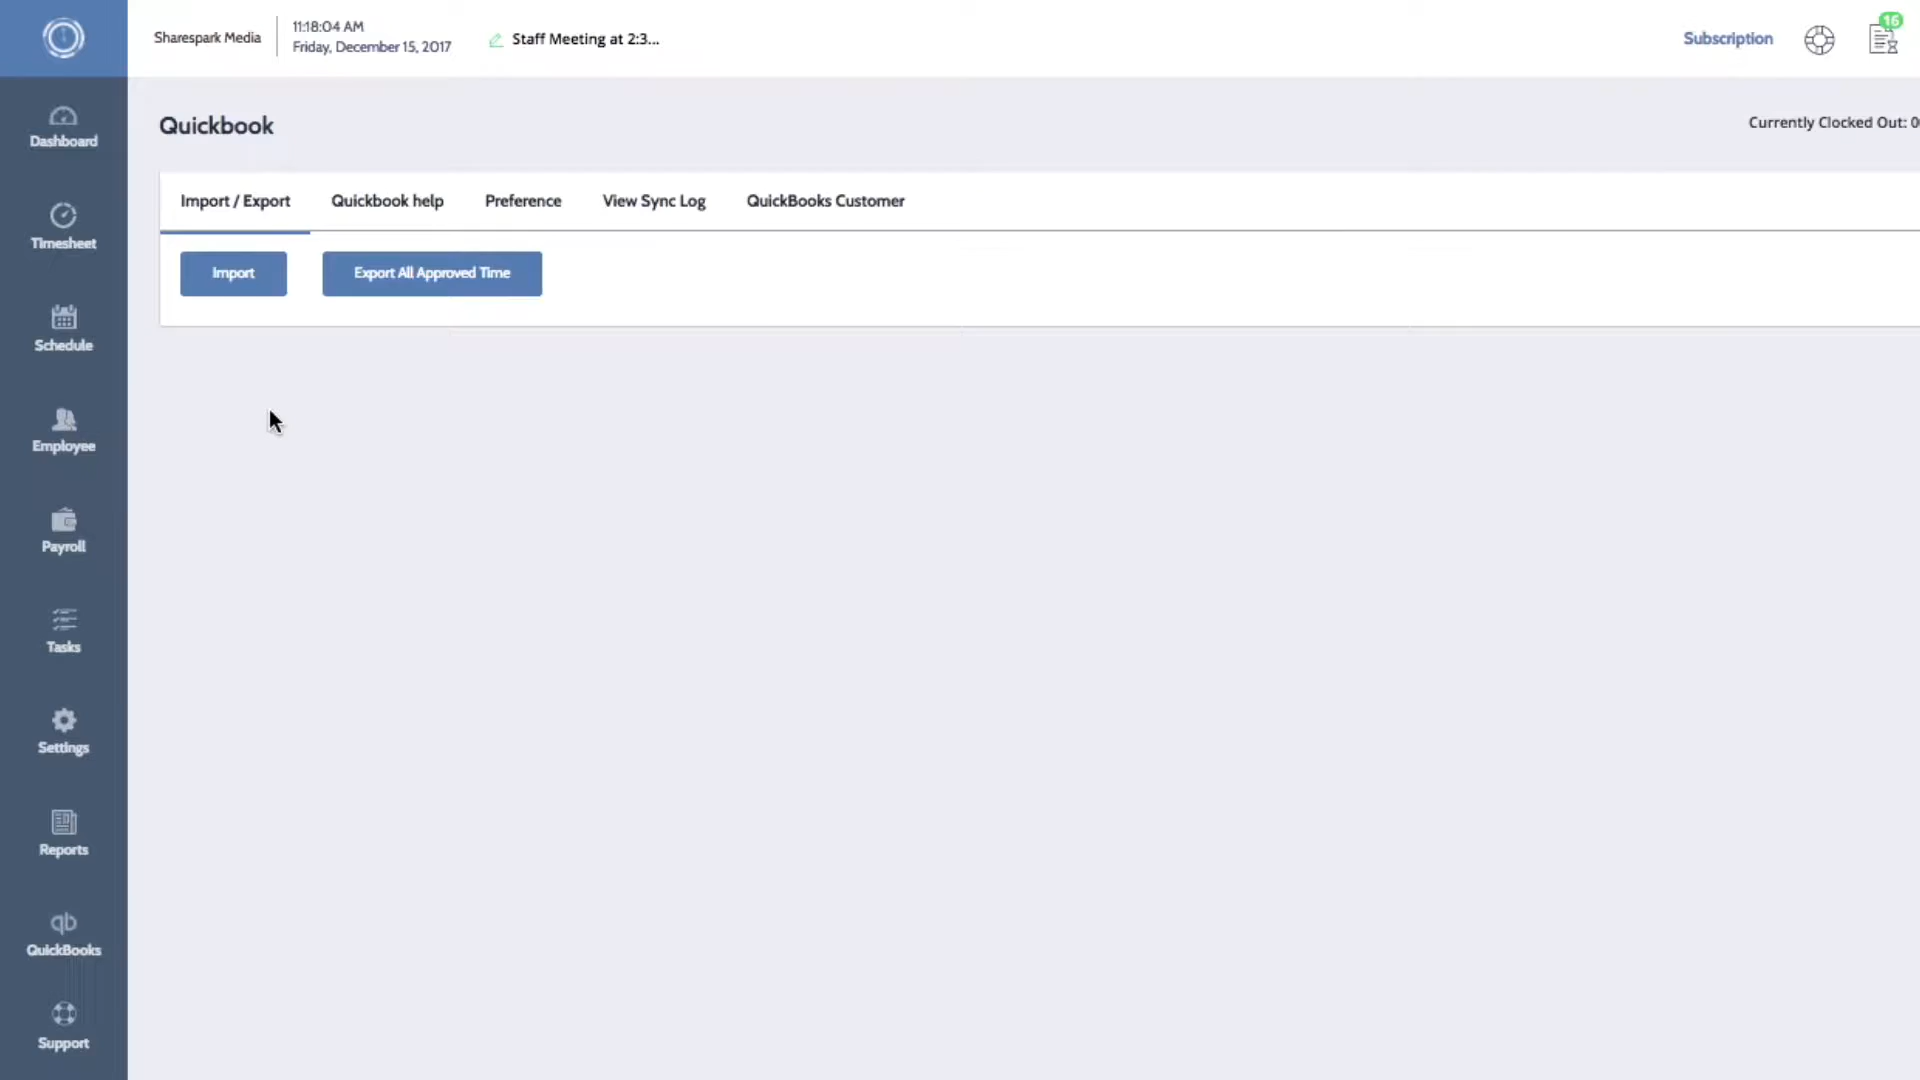 Sharespark Media
11:18:04 AM
Friday, December 15, 2017
Staff Meeting at 2:3...
Subscription
16
Dashboard
Timesheet
Schedule
Employee
Payroll
Tasks
Settings
Reports
qb
QuickBooks
Support
Quickbook
Currently Clocked Out: 0
Import / Export
Quickbook help
Preference
View Sync Log
QuickBooks Customer
Import
Export All Approved Time